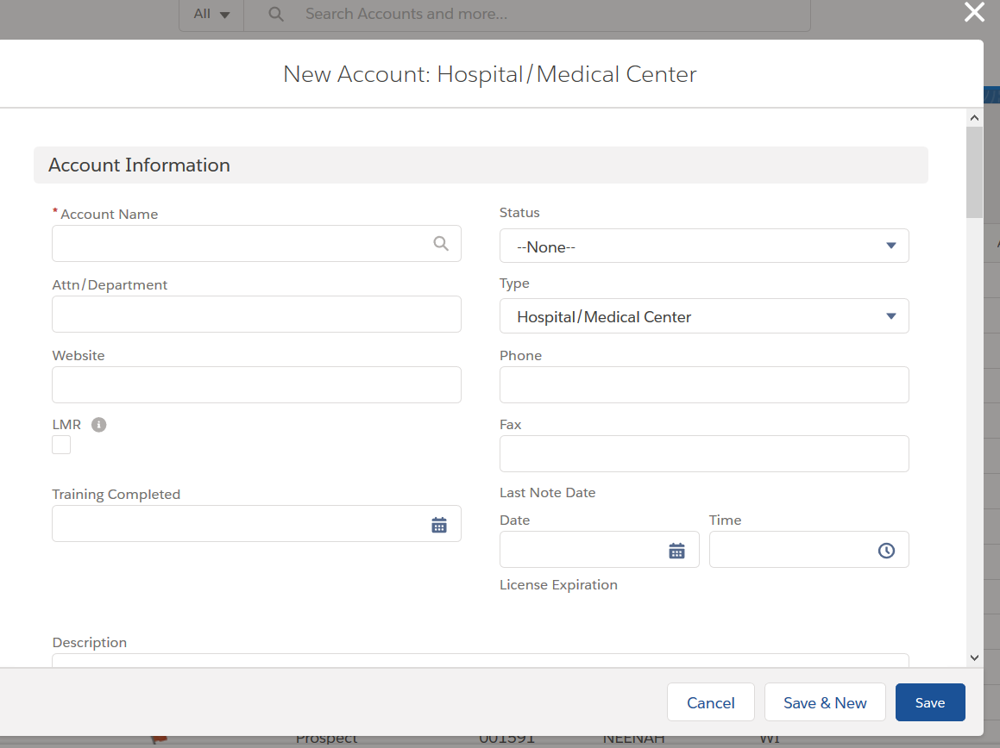 All
Search Accounts and more...
New Account: Hospital/Medical Center
Account Information
* Account Name
Status
--None--
Attn/Department
Type
Hospital/Medical Center
Website
Phone
LMR
Fax
Training Completed
Last Note Date
Date
Time
License Expiration
Description
Cancel
Save & New
Save
Prospect 001591 NEENAH WI